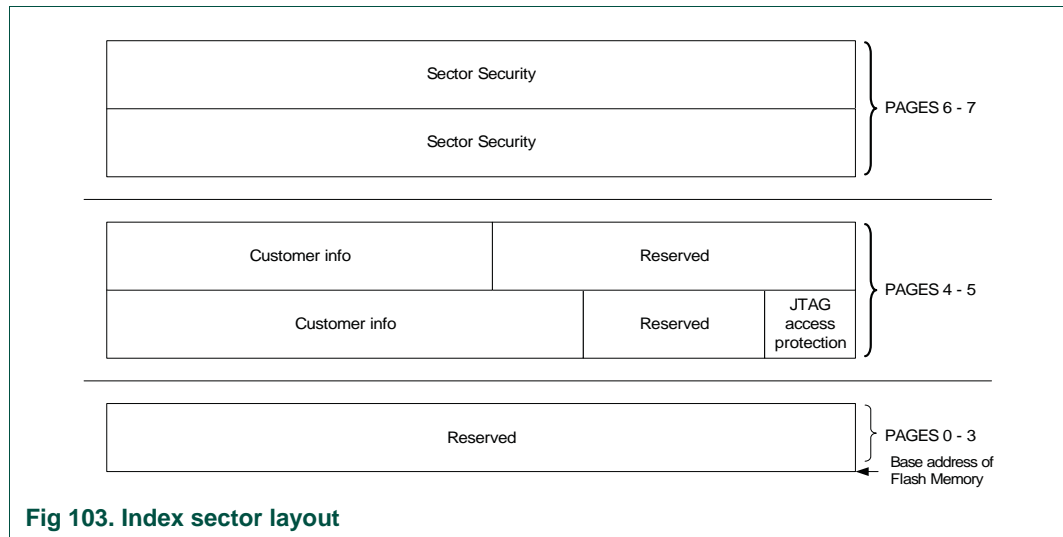 Sector Security
Sector Security
PAGES 6 - 7
Customer info
Reserved
Customer info
Reserved
JTAG
access
protection
PAGES 4 - 5
Reserved
PAGES 0 - 3
Base address of
Flash Memory
Fig 103. Index sector layout